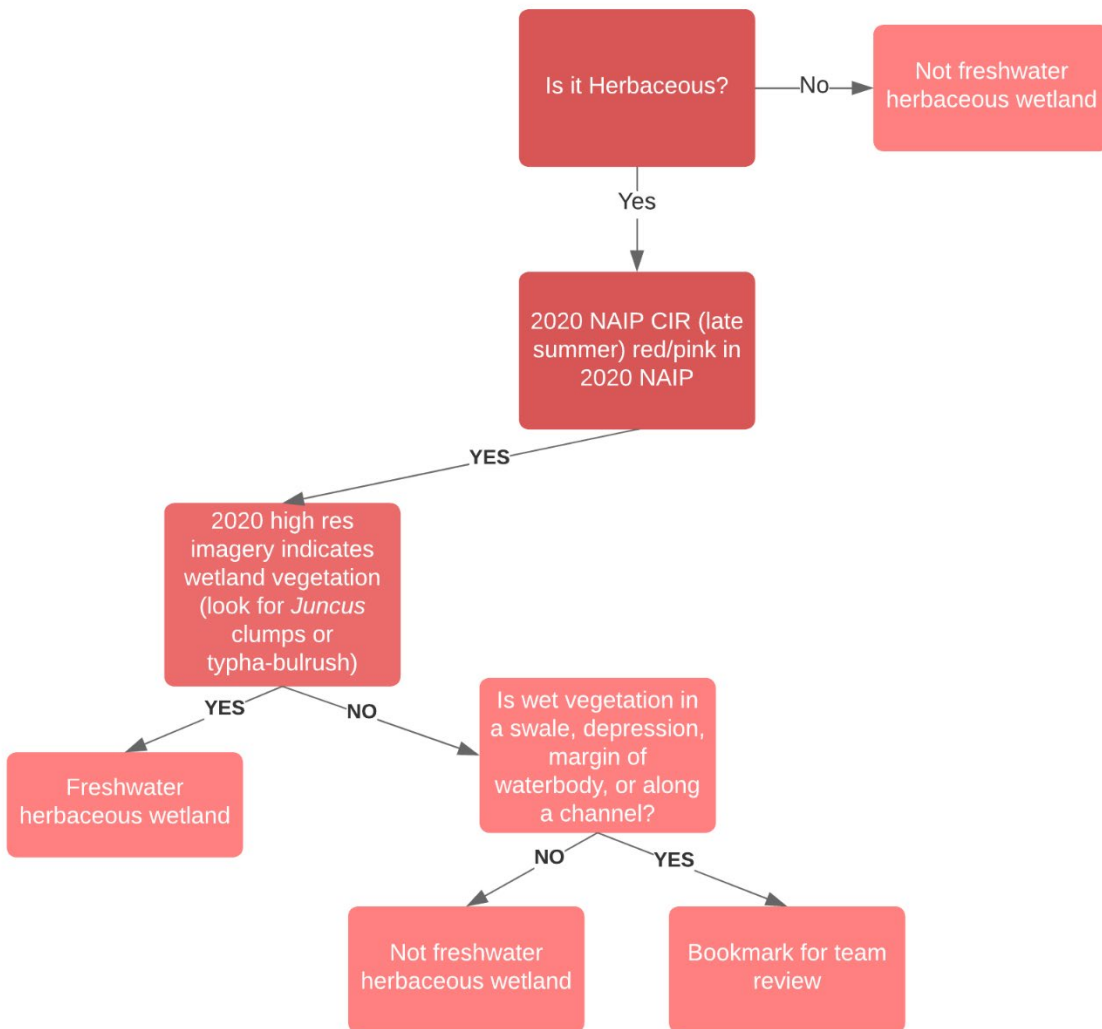 Is it Herbaceous?
No
Not freshwater
herbaceous wetland
Yes
2020 NAIP CIR (late
summer) red/pink in
2020 NAIP
YES
2020 high res
imagery indicates
wetland vegetation
(look for Juncus
clumps or
typha-bulrush)
YES
NO
Freshwater
herbaceous wetland
Is wet vegetation in
a swale, depression,
margin of
waterbody, or along
a channel?
NO
YES
Not freshwater
herbaceous wetland
Bookmark for team
review